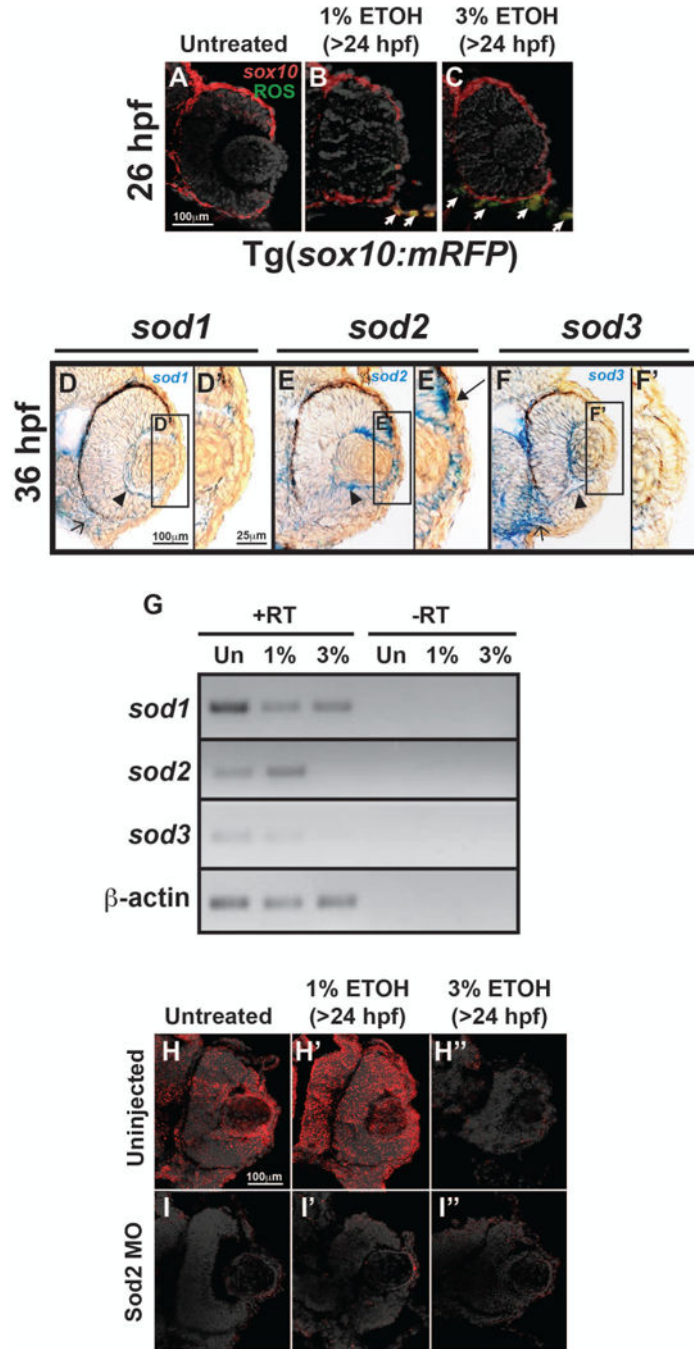 1% ETOH 3% ETOH
Untreated (>24 hpf) (>24 hpf)
A sox10 ROS B C
26 hpf
100µm
Tg(sox10:mRFP)
sod1 sod2 sod3
D sod1 D' E sod2 E' F sod3 F'
D' E' F'
36 hpf
100µm 25µm
G
+RT -RT
Un 1% 3% Un 1% 3%
sod1
sod2
sod3
β-actin
1% ETOH 3% ETOH
Untreated (>24 hpf) (>24 hpf)
H H' H''
Uninjected
100µm
I I' I''
Sod2 MO